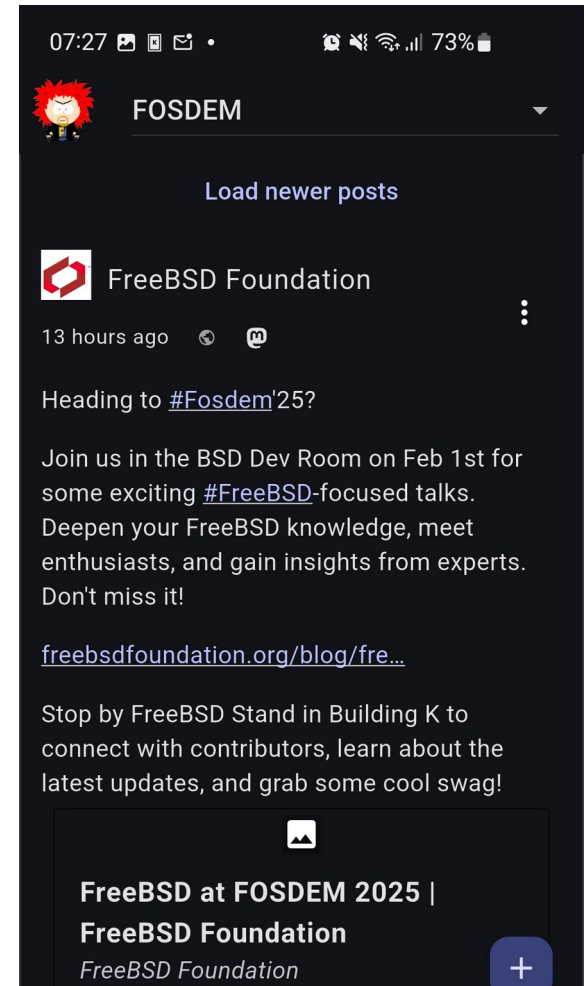 07:27 73%
FOSDEM
Load newer posts
FreeBSD Foundation
13 hours ago
Heading to #Fosdem'25?
Join us in the BSD Dev Room on Feb 1st for
some exciting #FreeBSD-focused talks.
Deepen your FreeBSD knowledge, meet
enthusiasts, and gain insights from experts.
Don't miss it!
freebsdfoundation.org/blog/fre...
Stop by FreeBSD Stand in Building K to
connect with contributors, learn about the
latest updates, and grab some cool swag!
FreeBSD at FOSDEM 2025 |
FreeBSD Foundation
FreeBSD Foundation